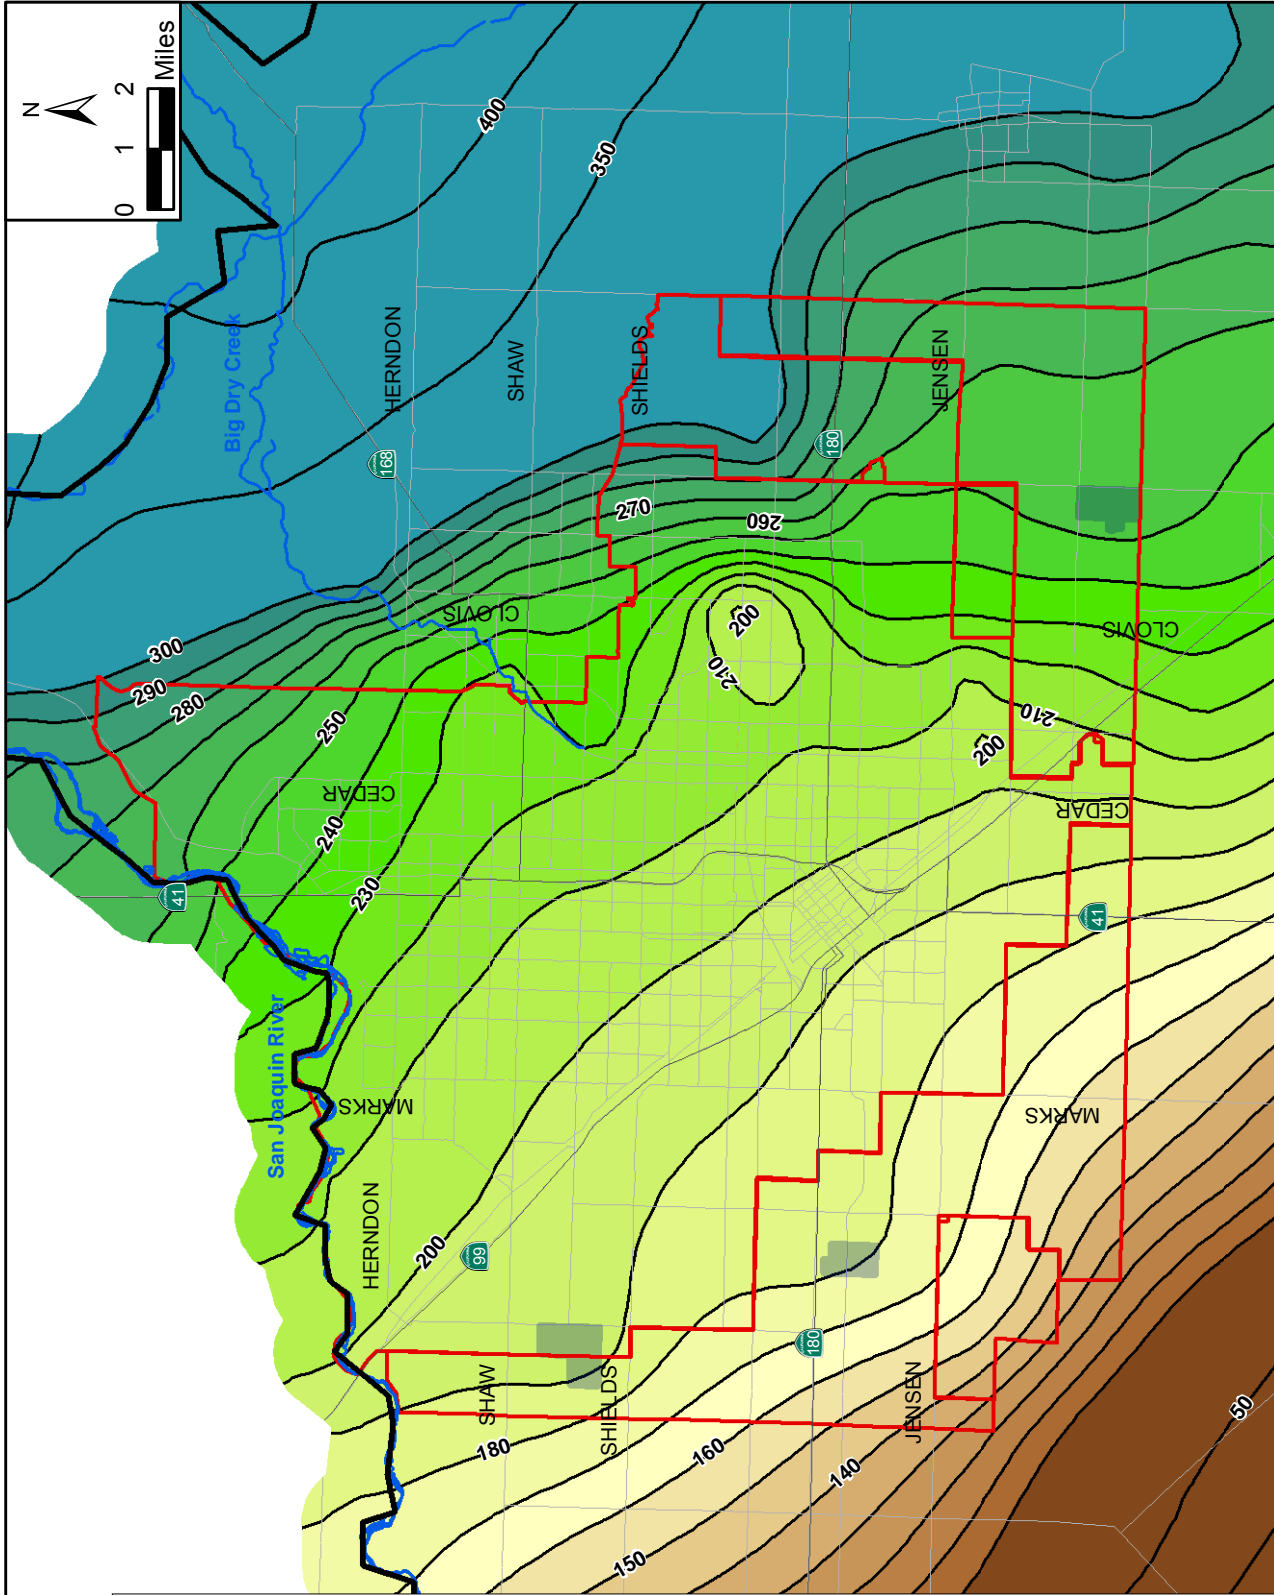 N
0 1 2
Miles
400
350
Big Dry Creek
HERNDON
SHAW
SHIELDS
JENSEN
168
180
270
260
CLOVIS
300
290
280
250
200
210
CLOVIS
210
200
CEDAR
240
230
CEDAR
41
41
San Joaquin River
MARKS
MARKS
HERNDON
200
99
180
SHAW
SHIELDS
JENSEN
180
160
140
150
50